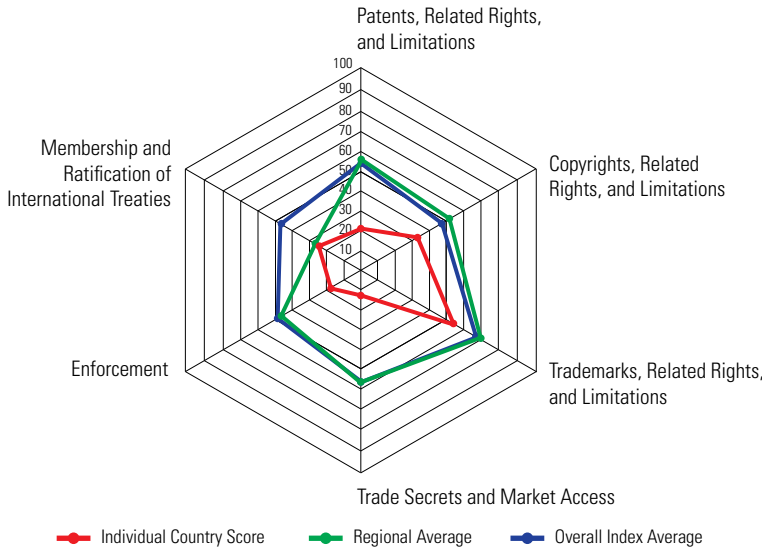 Patents, Related Rights,
and Limitations
100
90
80
70
60
50
40
30
20
10
Membership and
Ratification of
International Treaties
Copyrights, Related
Rights, and Limitations
Enforcement
Trademarks, Related Rights,
and Limitations
Trade Secrets and Market Access
Individual Country Score
Regional Average
Overall Index Average